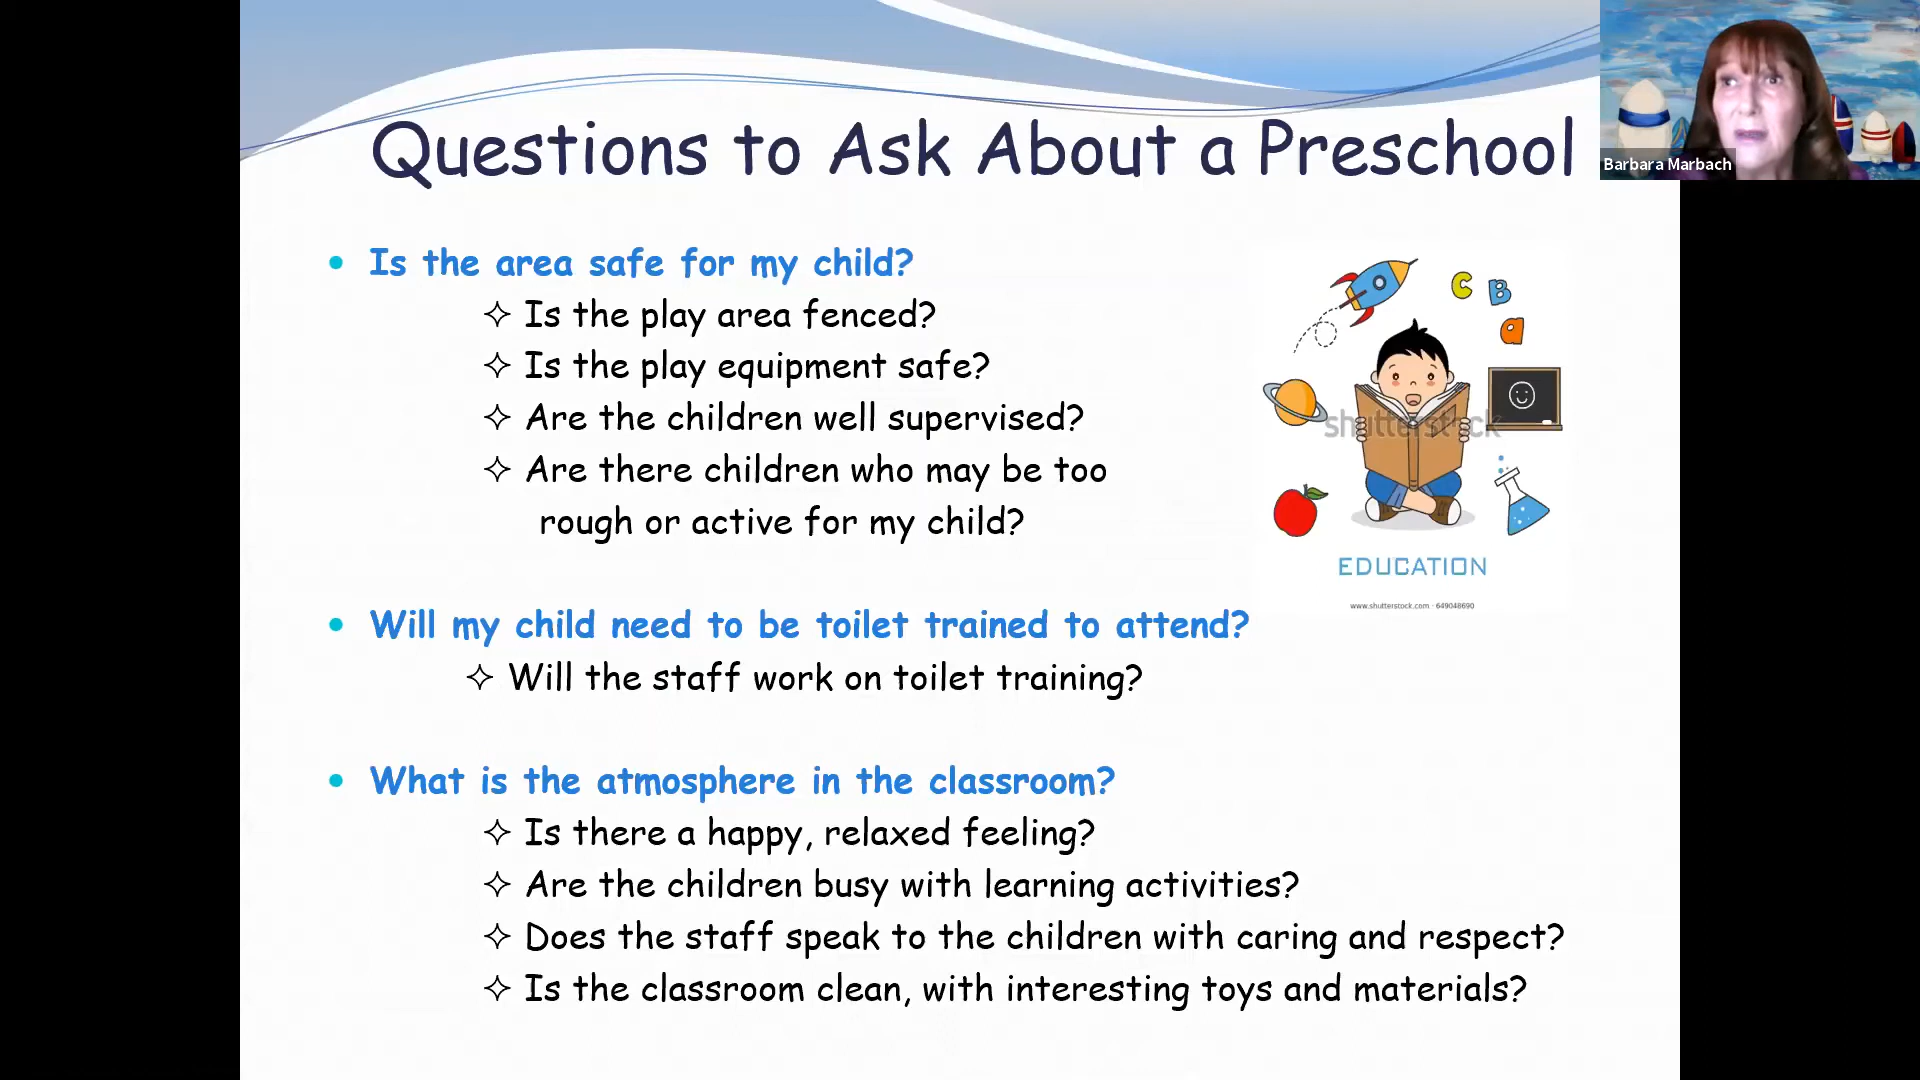 Questions to Ask About a Preschool
Barbara Marbach
• Is the area safe for my child?
✧ Is the play area fenced?
✧ Is the play equipment safe?
✧ Are the children well supervised?
✧ Are there children who may be too
rough or active for my child?
C B
a
shutterstock
EDUCATION
www.shutterstock.com · 649048690
• Will my child need to be toilet trained to attend?
✧ Will the staff work on toilet training?
• What is the atmosphere in the classroom?
✧ Is there a happy, relaxed feeling?
✧ Are the children busy with learning activities?
✧ Does the staff speak to the children with caring and respect?
✧ Is the classroom clean, with interesting toys and materials?